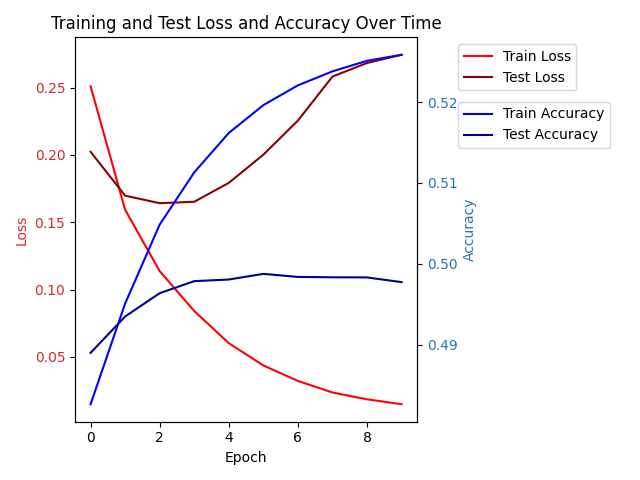 Training and Test Loss and Accuracy Over Time
Train Loss
Test Loss
Train Accuracy
Test Accuracy
0.25
0.20
0.15
0.10
0.05
Loss
0.52
0.51
0.50
0.49
Accuracy
0 2 4 6 8
Epoch